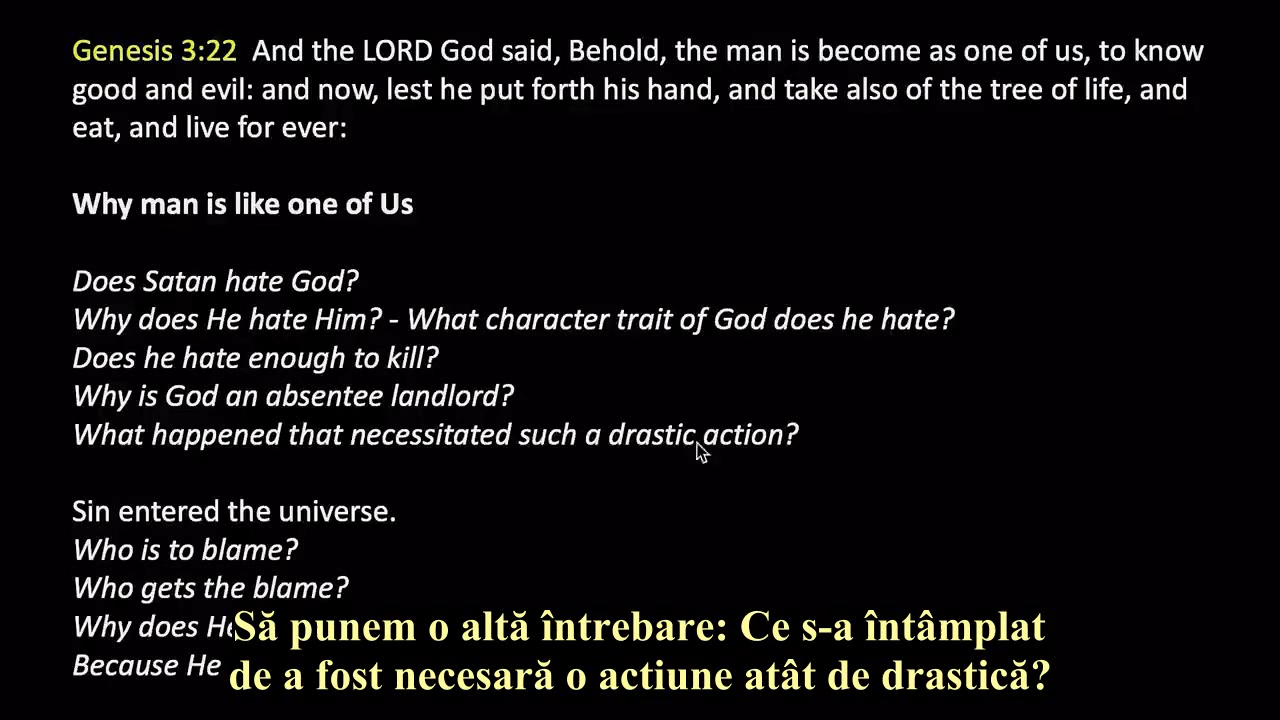 Genesis 3:22 And the LORD God said, Behold, the man is become as one of us, to know
good and evil: and now, lest he put forth his hand, and take also of the tree of life, and
eat, and live for ever:
Why man is like one of Us
Does Satan hate God?
Why does He hate Him? - What character trait of God does he hate?
Does he hate enough to kill?
Why is God an absentee landlord?
What happened that necessitated such a drastic action?
Sin entered the universe.
Who is to blame?
Who gets the blame?
Why does He
Because He
Să punem o altă întrebare: Ce s-a întâmplat
de a fost necesară o actiune atât de drastică?